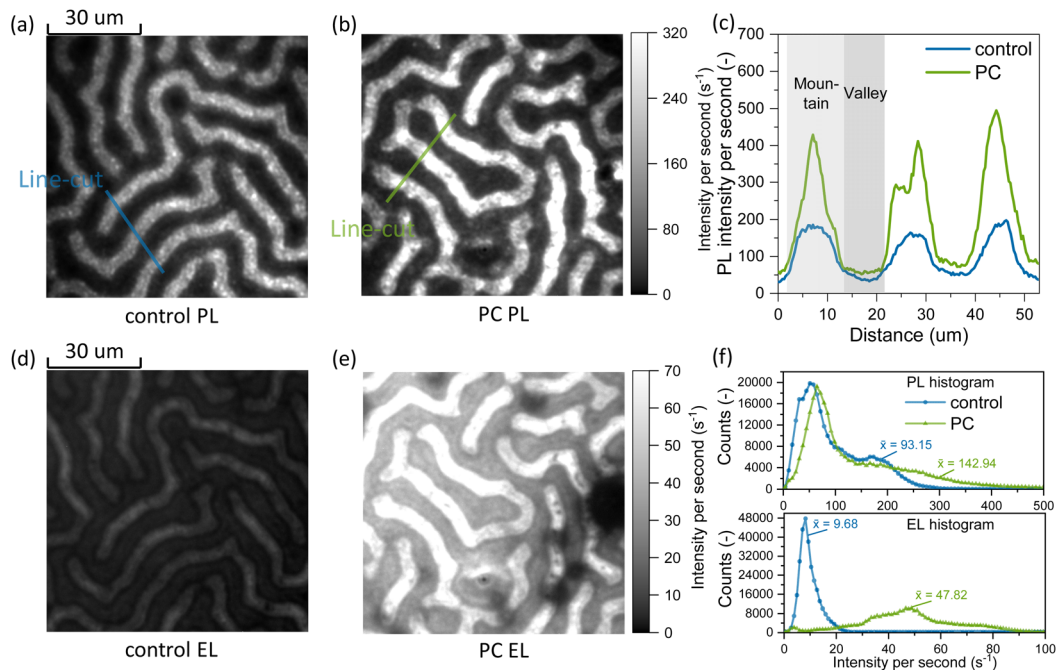 (a)
30 um
Line-cut
control PL
(b)
Line-cut
PC PL
320
240
160
80
0
Intensity per second (s⁻¹)
(c)
PL intensity per second (-)
700
600
500
400
300
200
100
0
Moun-
tain
Valley
control
PC
0 10 20 30 40 50
Distance (um)
(d)
30 um
control EL
(e)
PC EL
70
60
50
40
30
20
10
0
Intensity per second (s⁻¹)
(f)
Counts (-)
20000
16000
12000
8000
4000
0
PL histogram
control
PC
x̄ = 93.15
x̄ = 142.94
0 100 200 300 400 500
Counts (-)
48000
40000
32000
24000
16000
8000
0
EL histogram
x̄ = 9.68
x̄ = 47.82
0 20 40 60 80 100
Intensity per second (s⁻¹)